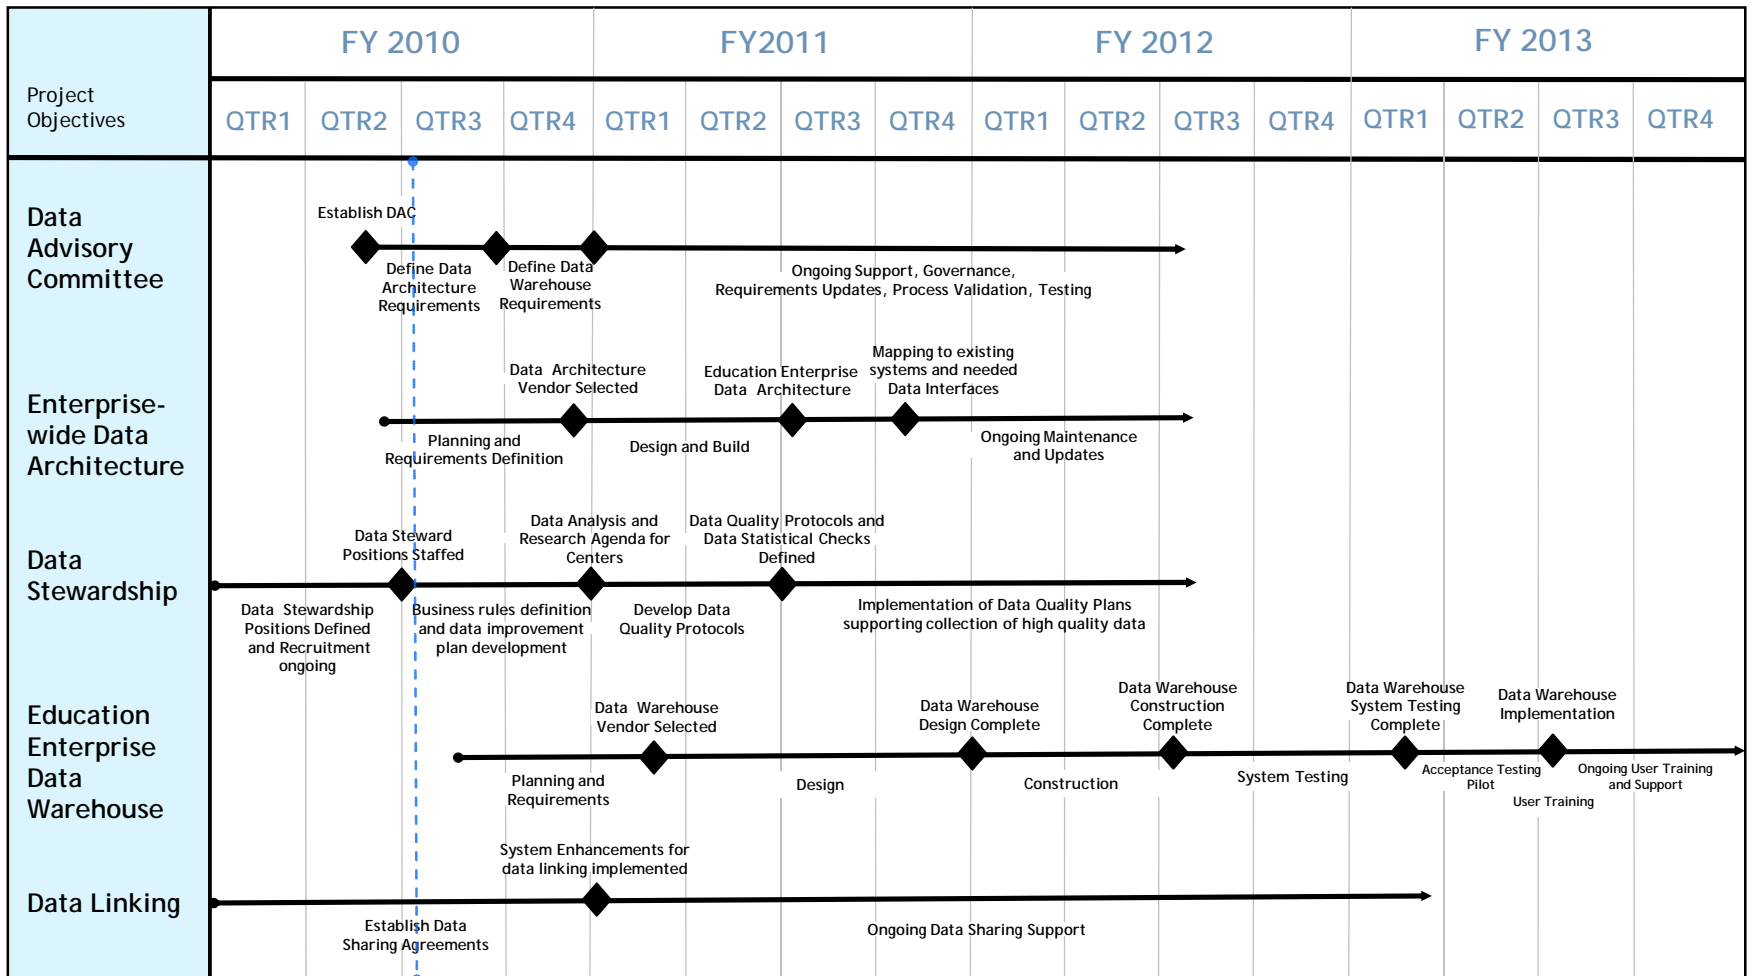 FY 2010
FY2011
FY 2012
FY 2013
Project
Objectives
QTR1
QTR2
QTR3
QTR4
QTR1
QTR2
QTR3
QTR4
QTR1
QTR2
QTR3
QTR4
QTR1
QTR2
QTR3
QTR4
Data
Advisory
Committee
Establish DAC
Define Data
Architecture
Requirements
Define Data
Warehouse
Requirements
Ongoing Support, Governance,
Requirements Updates, Process Validation, Testing
Enterprise-
wide Data
Architecture
Data Architecture
Vendor Selected
Education Enterprise
Data Architecture
Mapping to existing
systems and needed
Data Interfaces
Planning and
Requirements Definition
Design and Build
Ongoing Maintenance
and Updates
Data
Stewardship
Data Steward
Positions Staffed
Data Analysis and
Research Agenda for
Centers
Data Quality Protocols and
Data Statistical Checks
Defined
Data Stewardship
Positions Defined
and Recruitment
ongoing
Business rules definition
and data improvement
plan development
Develop Data
Quality Protocols
Implementation of Data Quality Plans
supporting collection of high quality data
Education
Enterprise
Data
Warehouse
Data Warehouse
Vendor Selected
Data Warehouse
Design Complete
Data Warehouse
Construction
Complete
Data Warehouse
System Testing
Complete
Data Warehouse
Implementation
Planning and
Requirements
Design
Construction
System Testing
Acceptance Testing
Pilot
User Training
Ongoing User Training
and Support
Data Linking
System Enhancements for
data linking implemented
Establish Data
Sharing Agreements
Ongoing Data Sharing Support